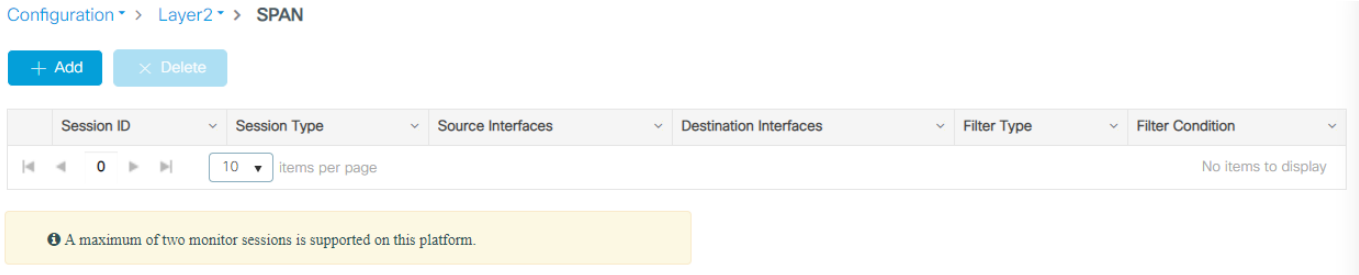 Configuration > Layer2 > SPAN
+ Add × Delete
Session ID Session Type Source Interfaces Destination Interfaces Filter Type Filter Condition
0 10 items per page No items to display
A maximum of two monitor sessions is supported on this platform.